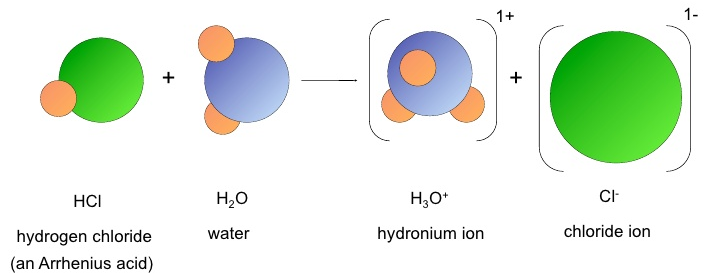 1+
1-
+
+
HCl
H₂O
H₃O⁺
Cl⁻
hydrogen chloride
(an Arrhenius acid)
water
hydronium ion
chloride ion